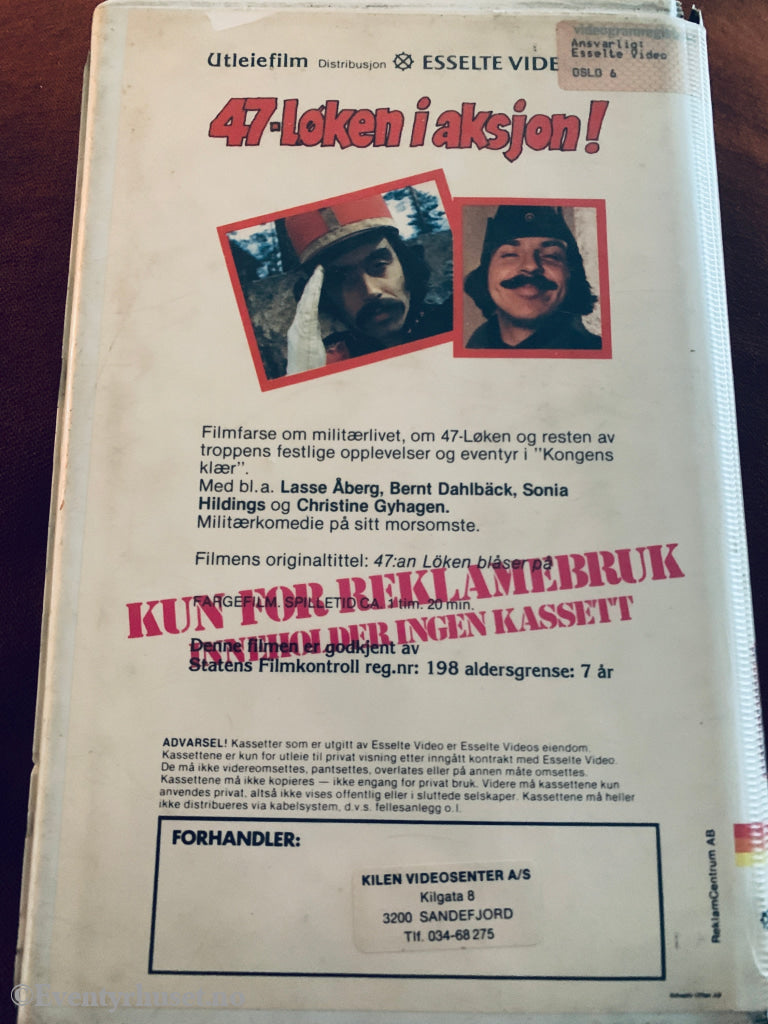 Utleiefilm Distribusjon ESSELTE VIDE
videogramregis
Ansvarlig:
Esselte Video
OSLO 6
47-Løken i aksjon!
Filmfarse om militærlivet, om 47-Løken og resten av
troppens festlige opplevelser og eventyr i "Kongens
klær".
Med bl.a. Lasse Åberg, Bernt Dahlbäck, Sonia
Hildings og Christine Gyhagen.
Militærkomedie på sitt morsomste.
Filmens originaltittel: 47:an Löken blåser på
KUN FOR REKLAMEBRUK
FARGEFILM. SPILLETID CA. 1 tim. 20 min.
INNEHOLDER INGEN KASSETT
Denne filmen er godkjent av
Statens Filmkontroll reg.nr: 198 aldersgrense: 7 år
ADVARSEL! Kassetter som er utgitt av Esselte Video er Esselte Videos eiendom.
Kassettene er kun for utleie til privat visning etter inngått kontrakt med Esselte Video.
De må ikke videreomsettes, pantsettes, overlates eller på annen måte omsettes.
Kassettene må ikke kopieres — ikke engang for privat bruk. Videre må kassettene kun
anvendes privat, altså ikke vises offentlig eller i sluttede selskaper. Kassettene må heller
ikke distribueres via kabelsystem, d.v.s. fellesanlegg o.l.
FORHANDLER:
KILEN VIDEOSENTER A/S
Kilgata 8
3200 SANDEFJORD
Tlf. 034-68 275
ReklamCentrum AB